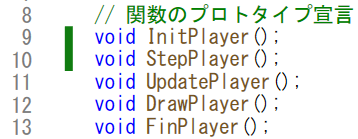 8 // 関数のプロトタイプ宣言
9 void InitPlayer();
10 void StepPlayer();
11 void UpdatePlayer();
12 void DrawPlayer();
13 void FinPlayer();